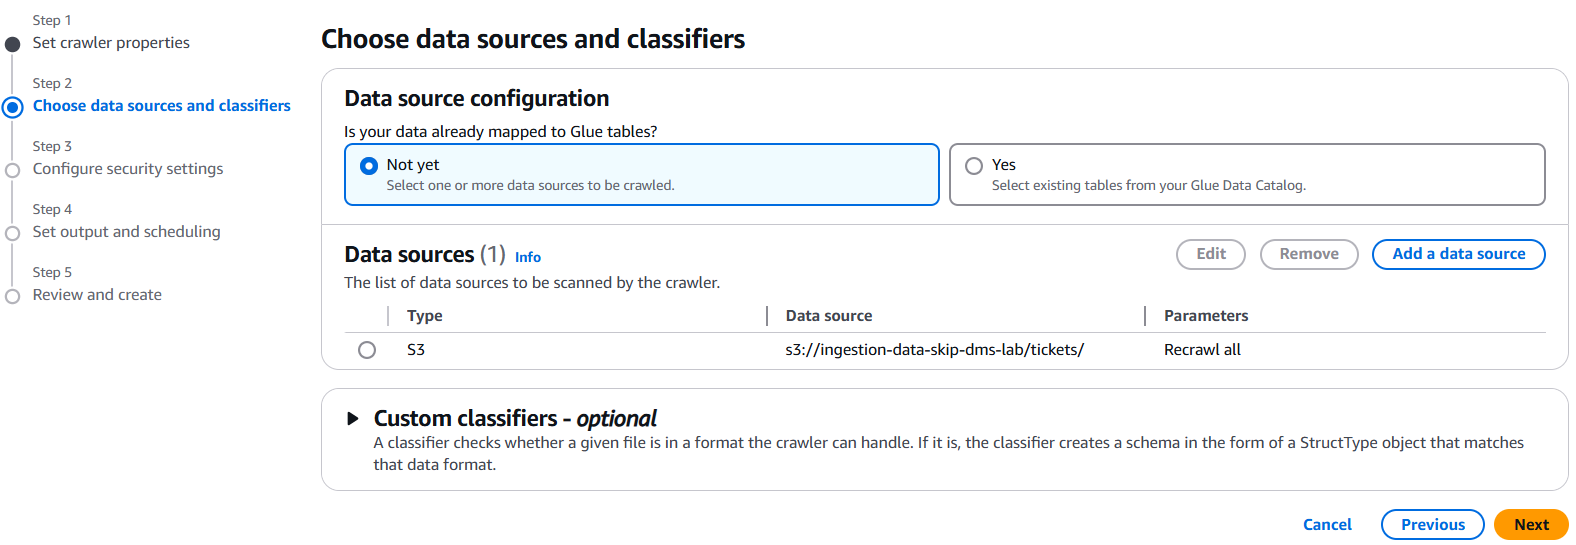 Step 1
Set crawler properties
Step 2
Choose data sources and classifiers
Step 3
Configure security settings
Step 4
Set output and scheduling
Step 5
Review and create
Choose data sources and classifiers
Data source configuration
Is your data already mapped to Glue tables?
Not yet
Select one or more data sources to be crawled.
Yes
Select existing tables from your Glue Data Catalog.
Data sources (1) Info
Edit Remove Add a data source
The list of data sources to be scanned by the crawler.
Type Data source Parameters
S3 s3://ingestion-data-skip-dms-lab/tickets/ Recrawl all
Custom classifiers - optional
A classifier checks whether a given file is in a format the crawler can handle. If it is, the classifier creates a schema in the form of a StructType object that matches
that data format.
Cancel Previous Next